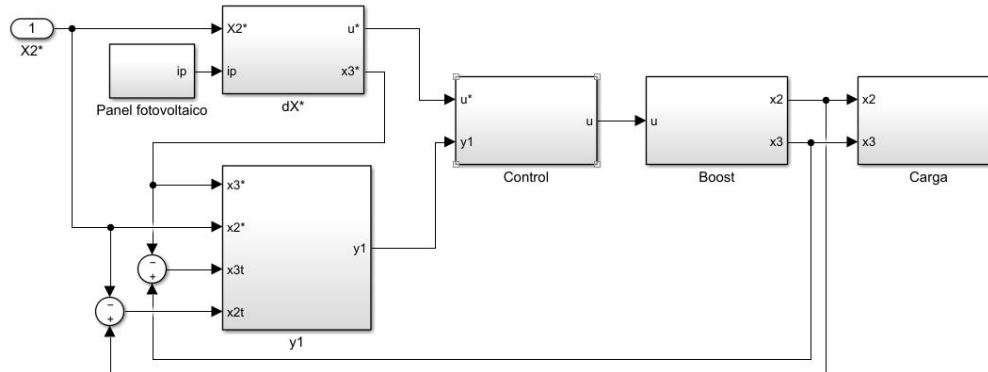 1
X2*
ip
Panel fotovoltaico
X2*
ip
u*
x3*
dX*
u*
y1
u
Control
u
x2
x3
Boost
x2
x3
Carga
x3*
x2*
x3t
x2t
y1
y1
−
+
−
+